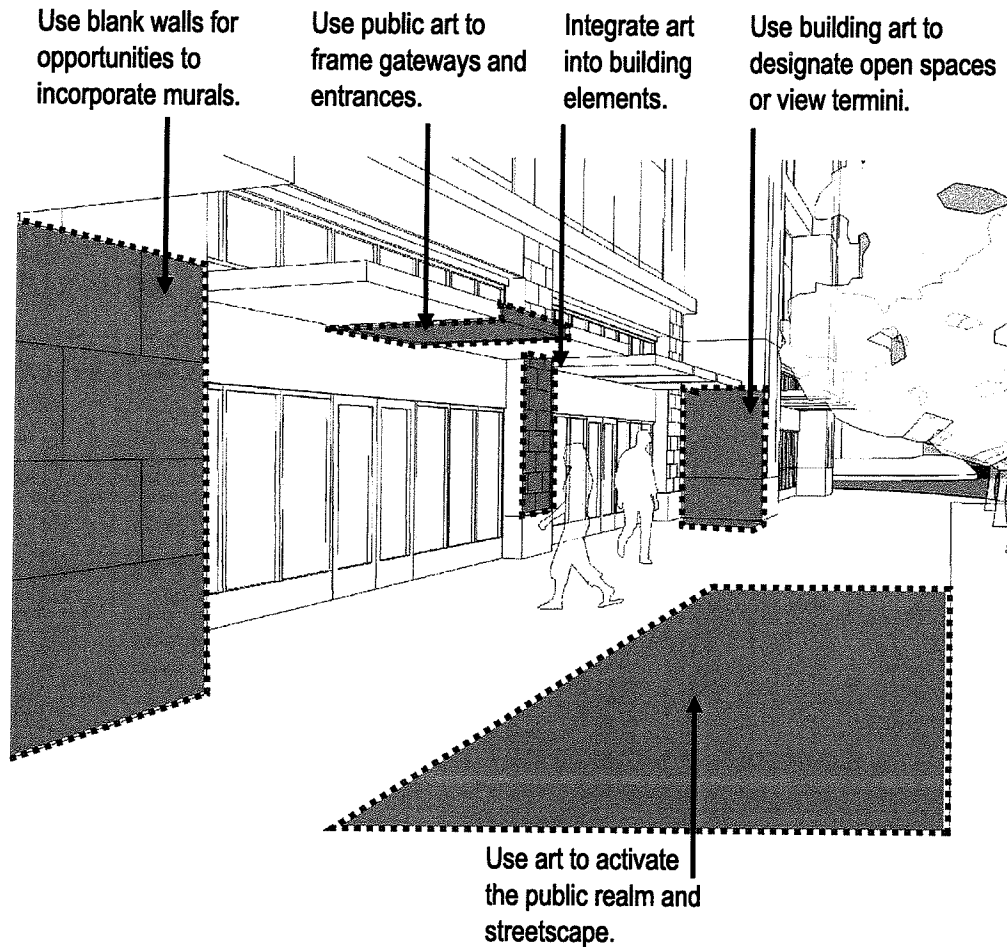 Use blank walls for
opportunities to
incorporate murals.
Use public art to
frame gateways and
entrances.
Integrate art
into building
elements.
Use building art to
designate open spaces
or view termini.
Use art to activate
the public realm and
streetscape.